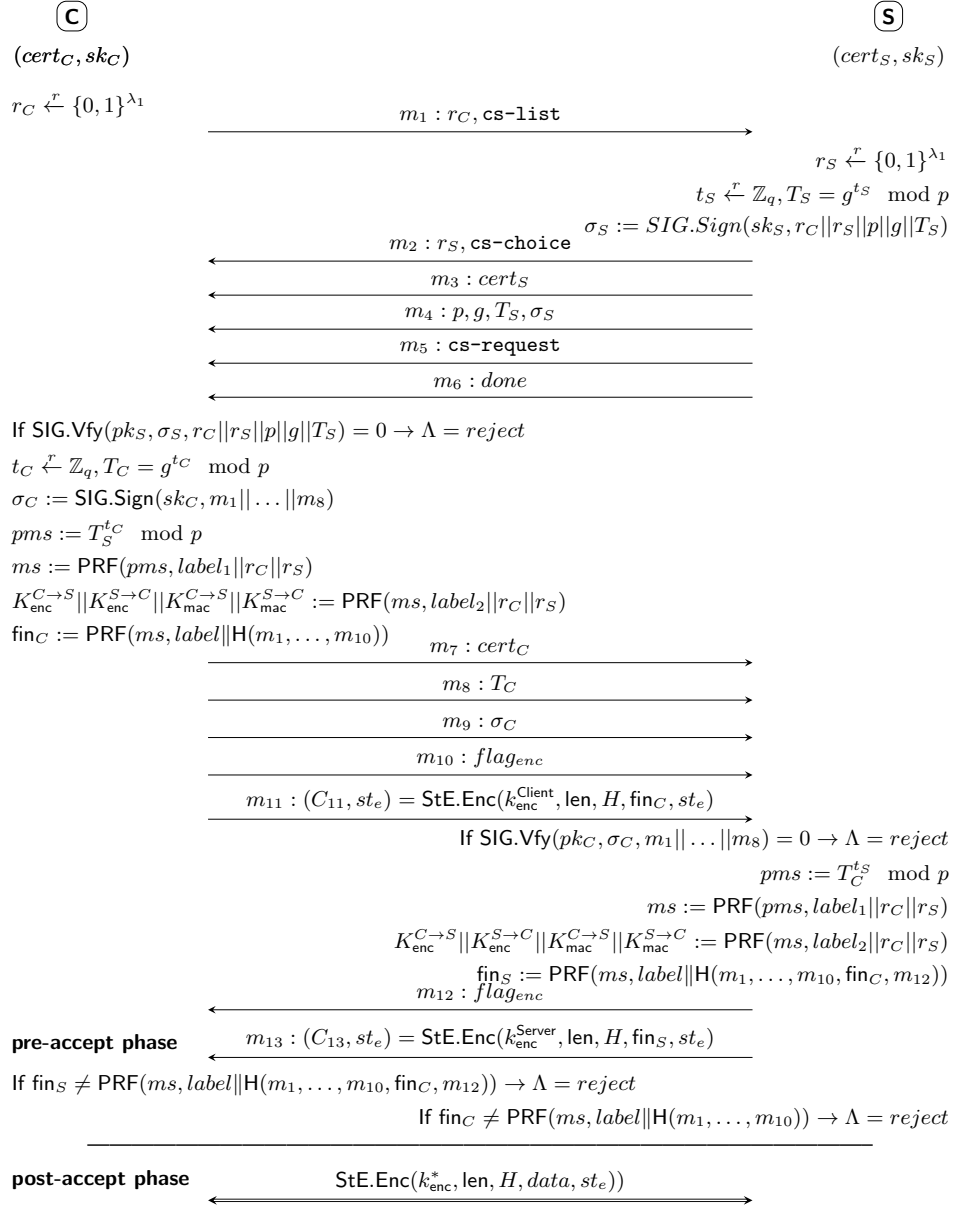 C S
(cert_C, sk_C) (cert_S, sk_S)
r_C ←^r {0,1}^{λ_1}
m_1 : r_C, cs-list
r_S ←^r {0,1}^{λ_1}
t_S ←^r ℤ_q, T_S = g^{t_S} mod p
σ_S := SIG.Sign(sk_S, r_C||r_S||p||g||T_S)
m_2 : r_S, cs-choice
m_3 : cert_S
m_4 : p, g, T_S, σ_S
m_5 : cs-request
m_6 : done
If SIG.Vfy(pk_S, σ_S, r_C||r_S||p||g||T_S) = 0 → Λ = reject
t_C ←^r ℤ_q, T_C = g^{t_C} mod p
σ_C := SIG.Sign(sk_C, m_1||...||m_8)
pms := T_S^{t_C} mod p
ms := PRF(pms, label_1||r_C||r_S)
K_enc^{C→S}||K_enc^{S→C}||K_mac^{C→S}||K_mac^{S→C} := PRF(ms, label_2||r_C||r_S)
fin_C := PRF(ms, label||H(m_1, ..., m_10))
m_7 : cert_C
m_8 : T_C
m_9 : σ_C
m_10 : flag_enc
m_11 : (C_11, st_e) = StE.Enc(k_enc^Client, len, H, fin_C, st_e)
If SIG.Vfy(pk_C, σ_C, m_1||...||m_8) = 0 → Λ = reject
pms := T_C^{t_S} mod p
ms := PRF(pms, label_1||r_C||r_S)
K_enc^{C→S}||K_enc^{S→C}||K_mac^{C→S}||K_mac^{S→C} := PRF(ms, label_2||r_C||r_S)
fin_S := PRF(ms, label||H(m_1, ..., m_10, fin_C, m_12))
m_12 : flag_enc
pre-accept phase m_13 : (C_13, st_e) = StE.Enc(k_enc^Server, len, H, fin_S, st_e)
If fin_S ≠ PRF(ms, label||H(m_1, ..., m_10, fin_C, m_12)) → Λ = reject
If fin_C ≠ PRF(ms, label||H(m_1, ..., m_10)) → Λ = reject
post-accept phase StE.Enc(k_enc^*, len, H, data, st_e))